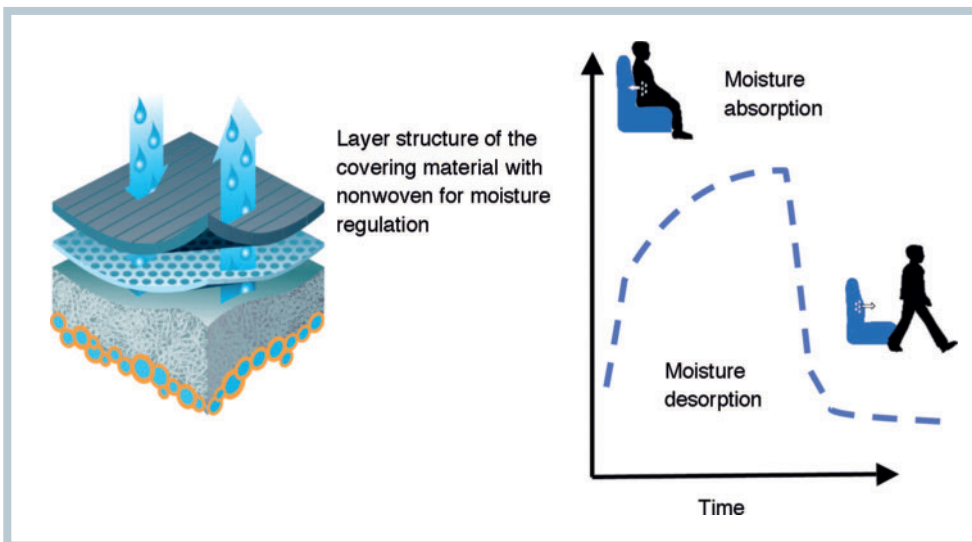 Layer structure of the
covering material with
nonwoven for moisture
regulation
Moisture
absorption
Moisture
desorption
Time